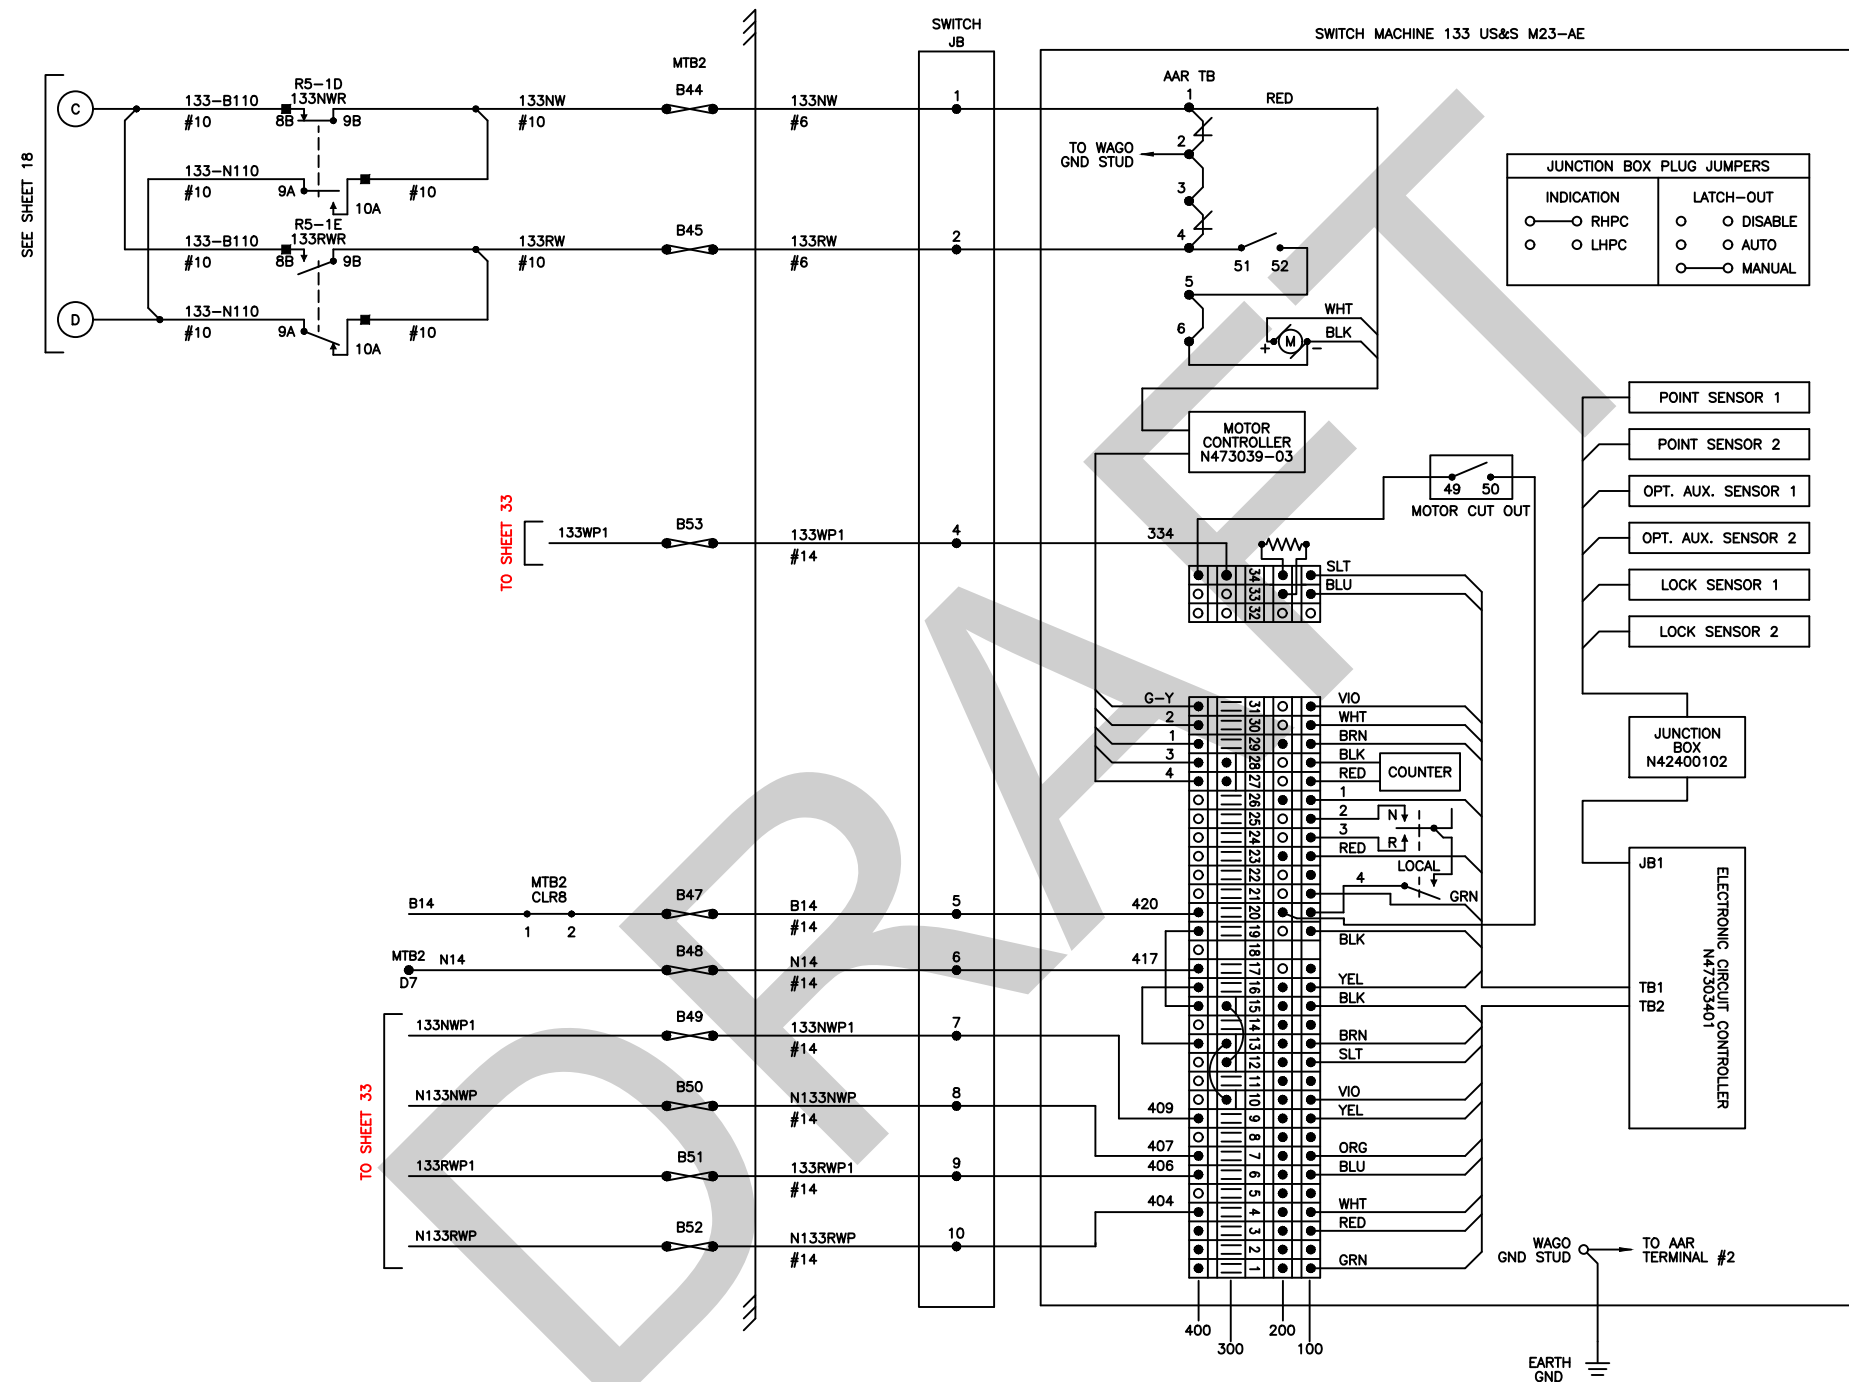 SWITCH
JB
SWITCH MACHINE 133 US&S M23-AE
SEE SHEET 18
C
133-B110
#10
R5-1D
133NWR
8B
9B
133NW
#10
MTB2
B44
133NW
#6
1
AAR TB
1
RED
133-N110
#10
9A
10A
#10
TO WAGO
GND STUD
2
3
R5-1E
133RWR
133-B110
#10
8B
9B
133RW
#10
B45
133RW
#6
2
4
51
52
5
6
D
133-N110
#10
9A
10A
#10
WHT
BLK
+
M
-
JUNCTION BOX PLUG JUMPERS
INDICATION
RHPC
LHPC
LATCH-OUT
DISABLE
AUTO
MANUAL
MOTOR
CONTROLLER
N473039-03
49
50
MOTOR CUT OUT
POINT SENSOR 1
POINT SENSOR 2
OPT. AUX. SENSOR 1
OPT. AUX. SENSOR 2
LOCK SENSOR 1
LOCK SENSOR 2
JUNCTION
BOX
N42400102
TO SHEET 33
133WP1
B53
133WP1
#14
4
334
34
33
32
SLT
BLU
G-Y
2
1
3
4
31
30
29
28
27
26
25
24
23
22
21
20
19
18
17
16
15
14
13
12
11
10
9
8
7
6
5
4
3
2
1
VIO
WHT
BRN
BLK
RED
COUNTER
1
2
3
RED
N
R
LOCAL
4
GRN
BLK
YEL
BLK
BRN
SLT
VIO
YEL
ORG
BLU
WHT
RED
GRN
B14
MTB2
CLR8
1
2
B47
B14
#14
5
420
MTB2
D7
N14
B48
N14
#14
6
417
TO SHEET 33
133NWP1
B49
133NWP1
#14
7
409
N133NWP
B50
N133NWP
#14
8
407
133RWP1
B51
133RWP1
#14
9
406
N133RWP
B52
N133RWP
#14
10
404
400
300
200
100
JB1
TB1
TB2
ELECTRONIC CIRCUIT CONTROLLER
N47303401
WAGO
GND STUD
TO AAR
TERMINAL #2
EARTH
GND
DRAFT